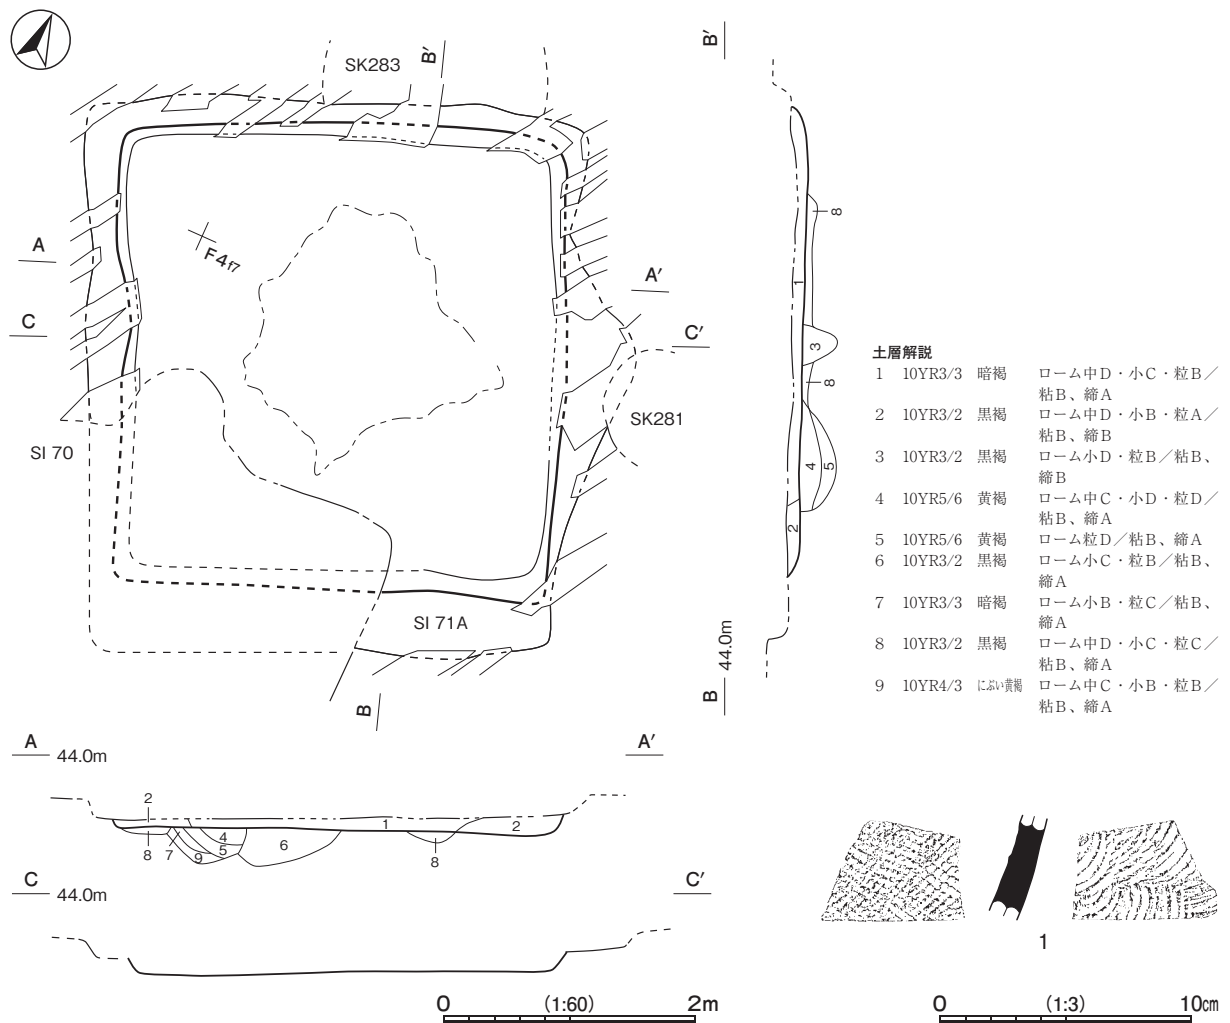 SK283
B′
B′
A
F4f7
A′
C
C′
8
1
3
8
SK281
SI 70
4
5
2
SI 71A
B
B 44.0m
土層解説
1 10YR3/3 暗褐 ローム中D・小C・粒B／
粘B、締A
2 10YR3/2 黒褐 ローム中D・小B・粒A／
粘B、締B
3 10YR3/2 黒褐 ローム小D・粒B／粘B、
締B
4 10YR5/6 黄褐 ローム中C・小D・粒D／
粘B、締A
5 10YR5/6 黄褐 ローム粒D／粘B、締A
6 10YR3/2 黒褐 ローム小C・粒B／粘B、
締A
7 10YR3/3 暗褐 ローム小B・粒C／粘B、
締A
8 10YR3/2 黒褐 ローム中D・小C・粒C／
粘B、締A
9 10YR4/3 にぶい黄褐 ローム中C・小B・粒B／
粘B、締A
A 44.0m A′
2
1 2
4
8 7 9 5 6 8
C 44.0m C′
1
0 (1:60) 2m
0 (1:3) 10cm